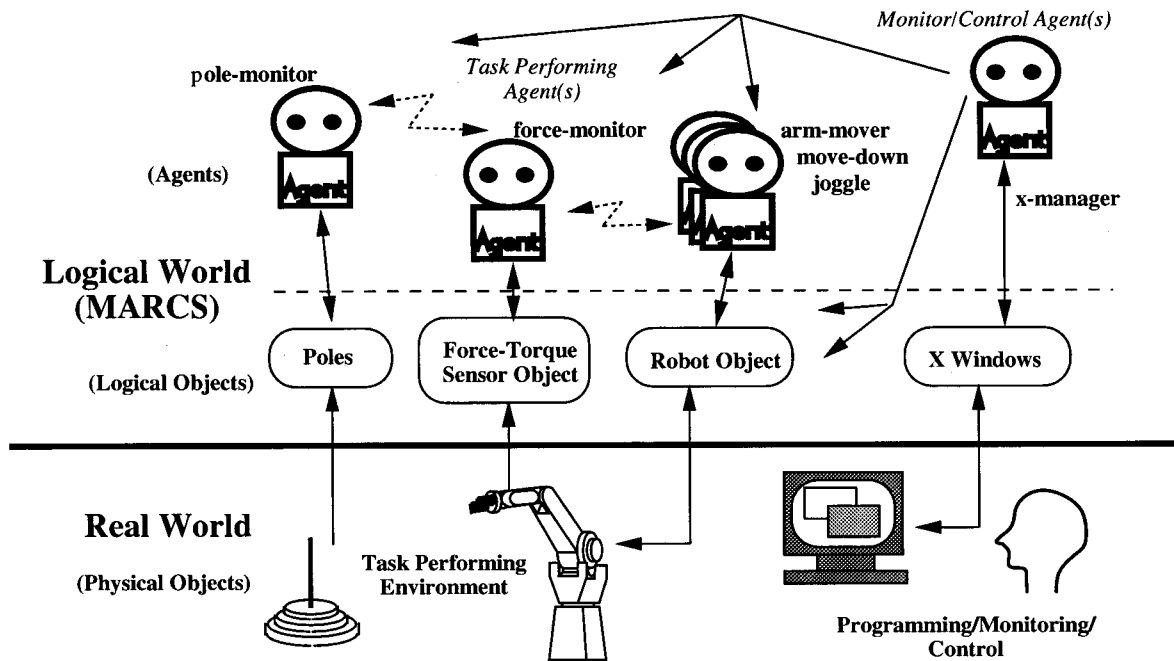 Monitor/Control Agent(s)
pole-monitor
Task Performing
Agent(s)
force-monitor
arm-mover
move-down
joggle
(Agents)
Agent
Agent
Agent
Agent
x-manager
Logical World
(MARCS)
Poles
Force-Torque
Sensor Object
Robot Object
X Windows
(Logical Objects)
Real World
(Physical Objects)
Task Performing
Environment
Programming/Monitoring/
Control